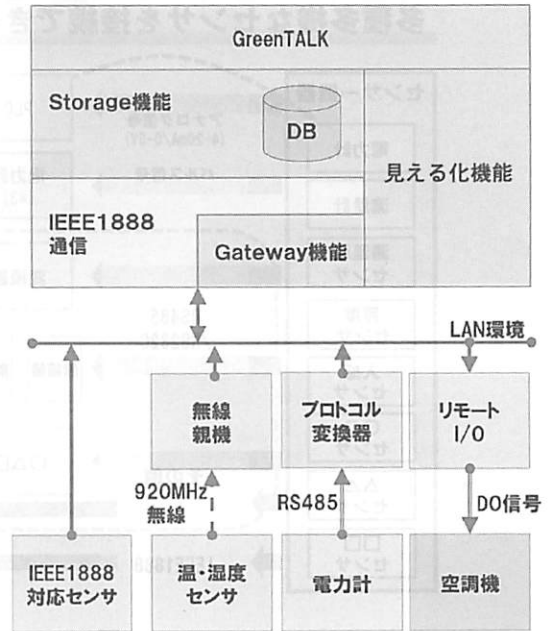 GreenTALK
Storage機能
DB
見える化機能
IEEE1888
通信
Gateway機能
LAN環境
無線
親機
プロトコル
変換器
リモート
I/O
920MHz
無線
RS485
DO信号
IEEE1888
対応センサ
温・湿度
センサ
電力計
空調機